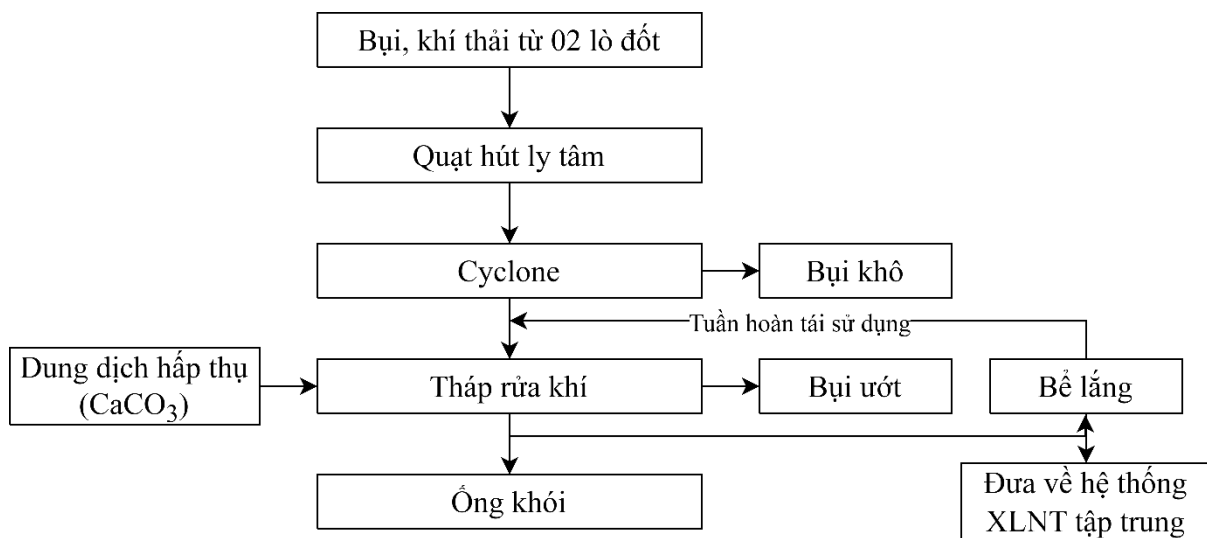 Bụi, khí thải từ 02 lò đốt
Quạt hút ly tâm
Cyclone
Bụi khô
Tuần hoàn tái sử dụng
Dung dịch hấp thụ
(CaCO₃)
Tháp rửa khí
Bụi ướt
Bể lắng
Ống khói
Đưa về hệ thống
XLNT tập trung